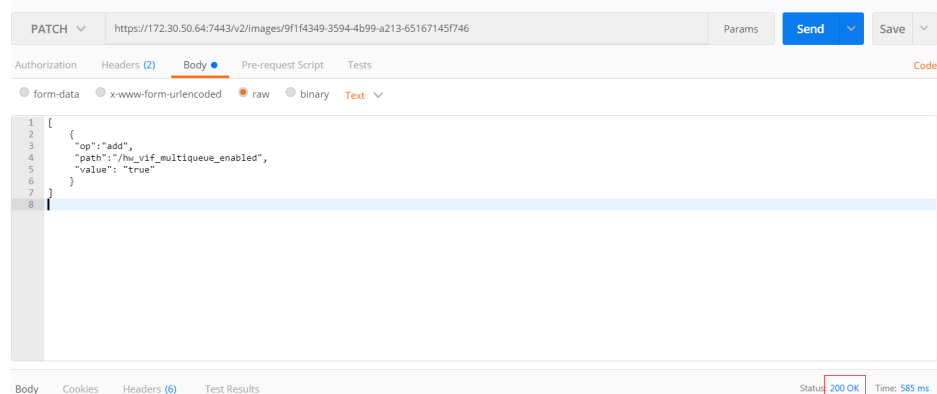 PATCH https://172.30.50.64:7443/v2/images/9f1f4349-3594-4b99-a213-65167145f746 Params Send Save
Authorization Headers (2) Body Pre-request Script Tests Code
form-data x-www-form-urlencoded raw binary Text
1 [
2 {
3 "op":"add",
4 "path":"/hw_vif_multiqueue_enabled",
5 "value": "true"
6 }
7 ]
8
Body Cookies Headers (6) Test Results Status: 200 OK Time: 585 ms